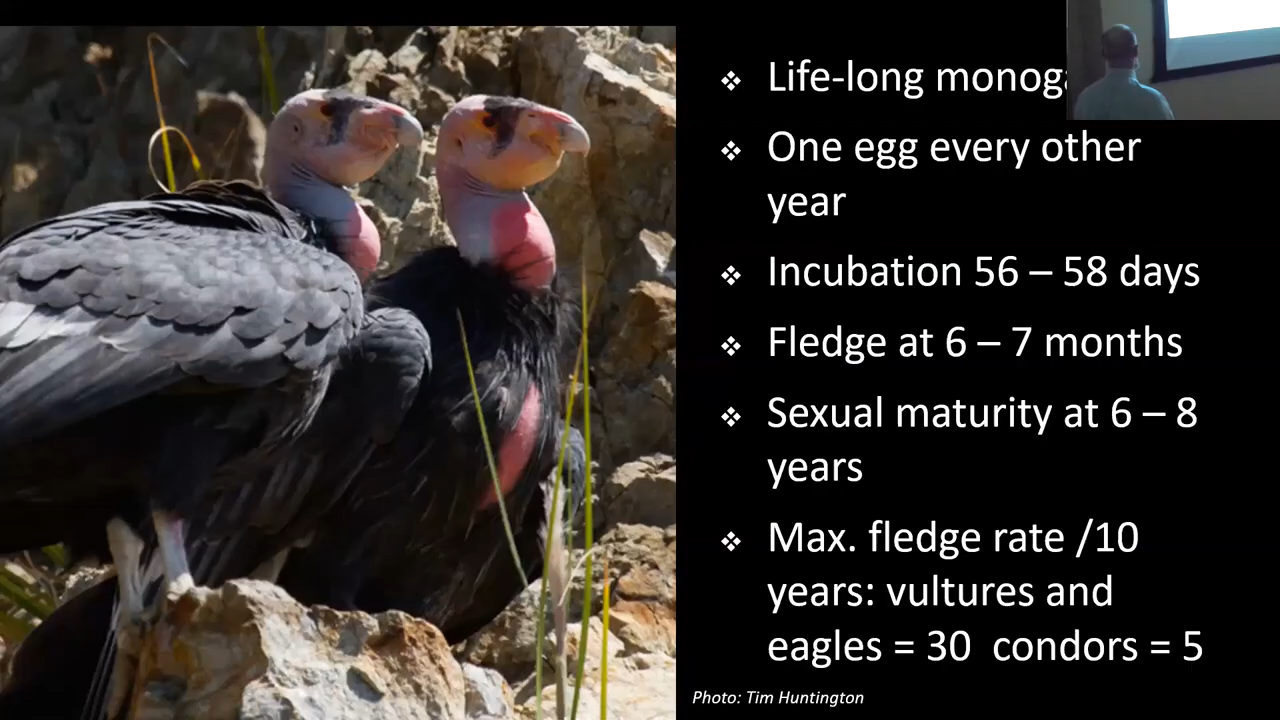 ❖ Life-long
❖ One egg every other
year
❖ Incubation 56 – 58 days
❖ Fledge at 6 – 7 months
❖ Sexual maturity at 6 – 8
years
❖ Max. fledge rate /10
years: vultures and
eagles = 30 condors = 5
Photo: Tim Huntington